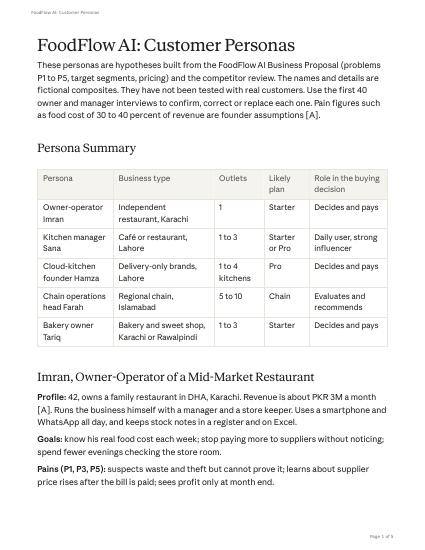 FoodFlow AI: Customer Personas
FoodFlow AI: Customer Personas
These personas are hypotheses built from the FoodFlow AI Business Proposal (problems
P1 to P5, target segments, pricing) and the competitor review. The names and details are
fictional composites. They have not been tested with real customers. Use the first 40
owner and manager interviews to confirm, correct or replace each one. Pain figures such
as food cost of 30 to 40 percent of revenue are founder assumptions [A].
Persona Summary
Persona Business type Outlets Likely plan Role in the buying decision
Owner-operator Imran Independent restaurant, Karachi 1 Starter Decides and pays
Kitchen manager Sana Café or restaurant, Lahore 1 to 3 Starter or Pro Daily user, strong influencer
Cloud-kitchen founder Hamza Delivery-only brands, Lahore 1 to 4 kitchens Pro Decides and pays
Chain operations head Farah Regional chain, Islamabad 5 to 10 Chain Evaluates and recommends
Bakery owner Tariq Bakery and sweet shop, Karachi or Rawalpindi 1 to 3 Starter Decides and pays
Imran, Owner-Operator of a Mid-Market Restaurant
Profile: 42, owns a family restaurant in DHA, Karachi. Revenue is about PKR 3M a month
[A]. Runs the business himself with a manager and a store keeper. Uses a smartphone and
WhatsApp all day, and keeps stock notes in a register and on Excel.
Goals: know his real food cost each week; stop paying more to suppliers without noticing;
spend fewer evenings checking the store room.
Pains (P1, P3, P5): suspects waste and theft but cannot prove it; learns about supplier
price rises after the bill is paid; sees profit only at month end.
Page 1 of 5